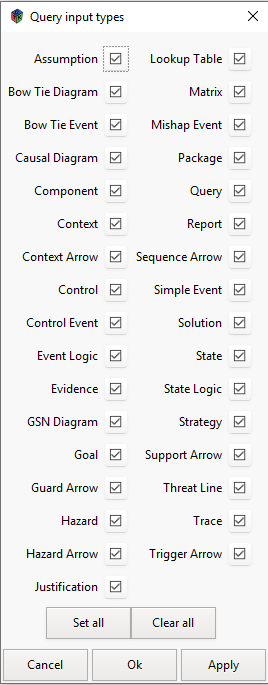 Query input types
Assumption Lookup Table
Bow Tie Diagram Matrix
Bow Tie Event Mishap Event
Causal Diagram Package
Component Query
Context Report
Context Arrow Sequence Arrow
Control Simple Event
Control Event Solution
Event Logic State
Evidence State Logic
GSN Diagram Strategy
Goal Support Arrow
Guard Arrow Threat Line
Hazard Trace
Hazard Arrow Trigger Arrow
Justification
Set all Clear all
Cancel Ok Apply